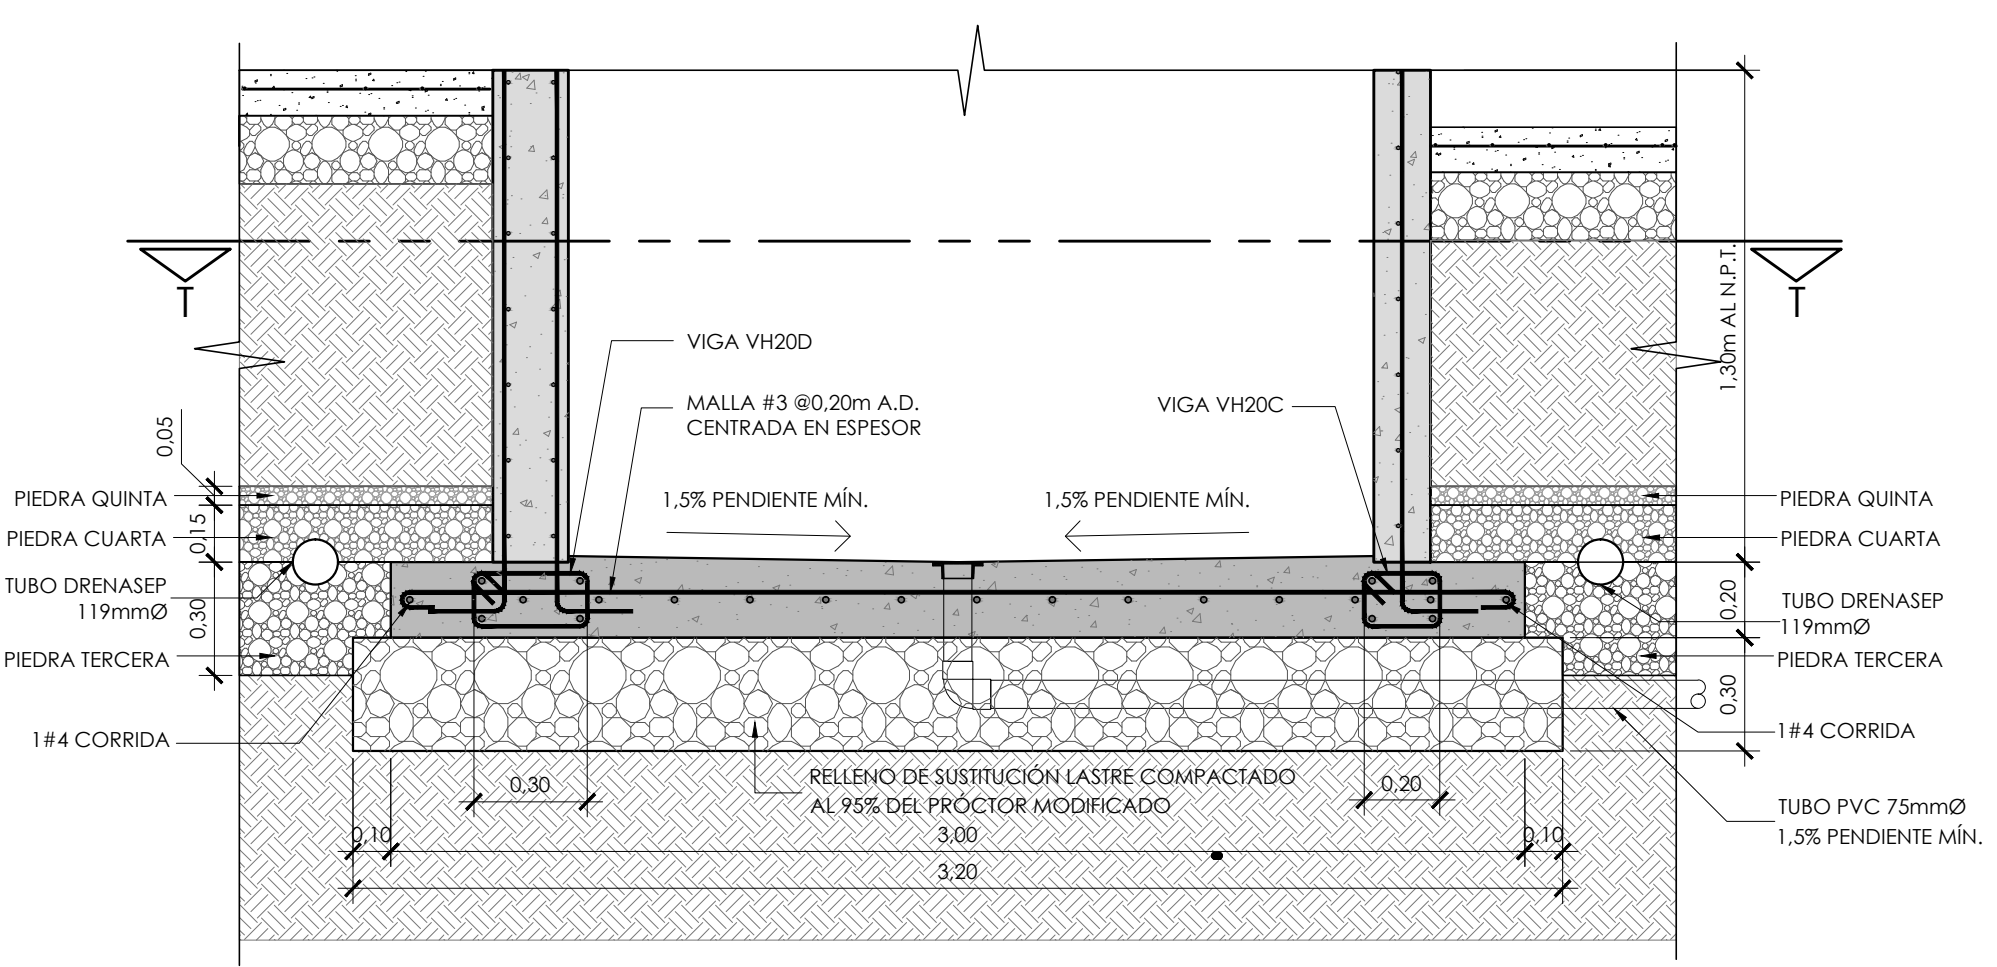 T
T
1,30m AL N.P.T.
VIGA VH20D
MALLA #3 @0,20m A.D.
CENTRADA EN ESPESOR
VIGA VH20C
0,05
PIEDRA QUINTA
0,15
PIEDRA CUARTA
TUBO DRENASEP
119mmØ
0,30
PIEDRA TERCERA
1#4 CORRIDA
1,5% PENDIENTE MÍN.
1,5% PENDIENTE MÍN.
PIEDRA QUINTA
PIEDRA CUARTA
0,20
TUBO DRENASEP
119mmØ
PIEDRA TERCERA
0,30
1#4 CORRIDA
TUBO PVC 75mmØ
1,5% PENDIENTE MÍN.
0,30
RELLENO DE SUSTITUCIÓN LASTRE COMPACTADO
AL 95% DEL PRÓCTOR MODIFICADO
0,20
0,10
3,00
0,10
3,20